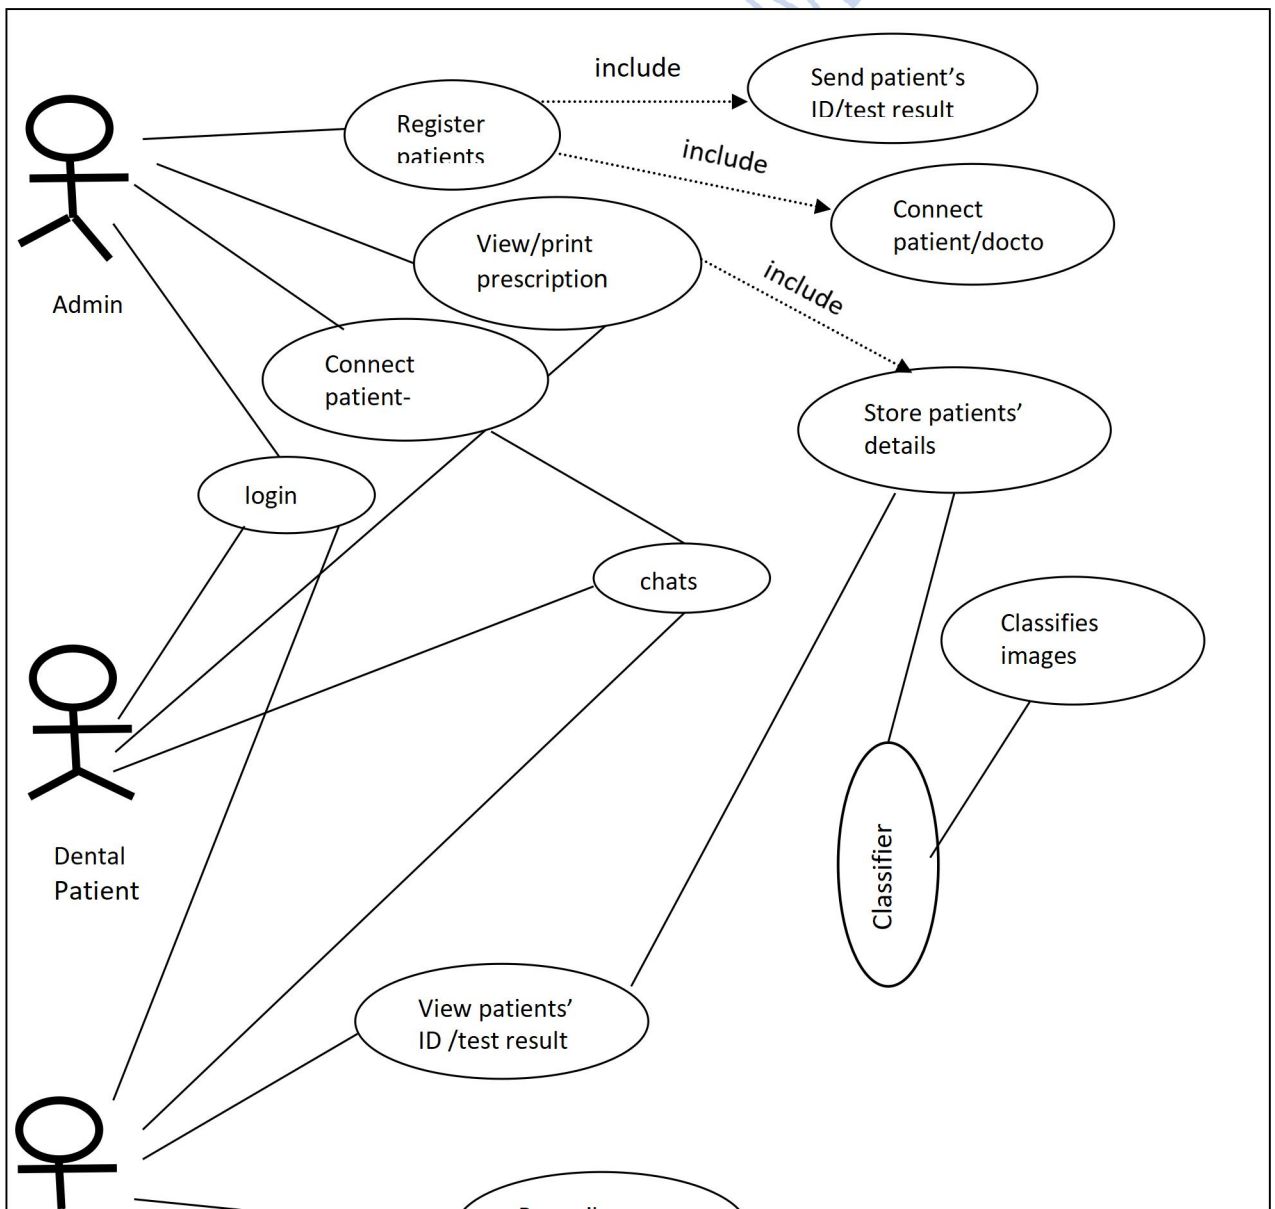 include
Send patient's
ID/test result
Register
patients
include
Connect
patient/docto
View/print
prescription
include
Admin
Connect
patient-
Store patients'
details
login
chats
Classifies
images
Classifier
Dental
Patient
View patients'
ID /test result